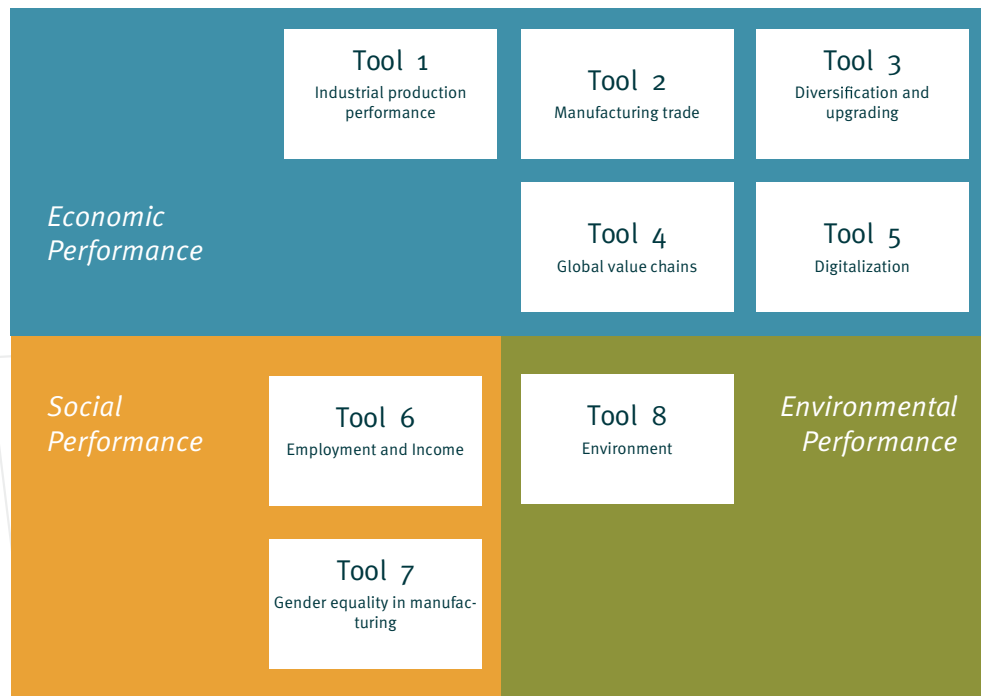 Tool 1
Industrial production
performance
Tool 2
Manufacturing trade
Tool 3
Diversification and
upgrading
Economic
Performance
Tool 4
Global value chains
Tool 5
Digitalization
Social
Performance
Tool 6
Employment and Income
Tool 7
Gender equality in manufac-
turing
Tool 8
Environment
Environmental
Performance